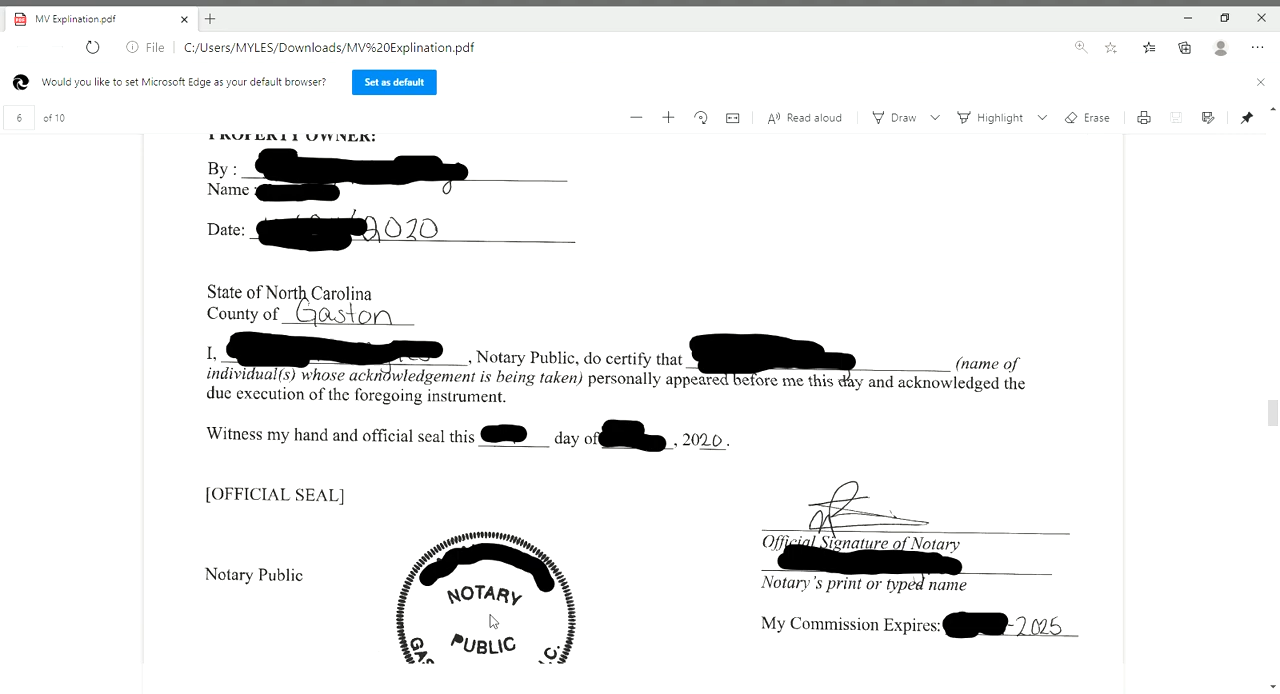 MV Explination.pdf
File C:/Users/MYLES/Downloads/MV%20Explination.pdf
Would you like to set Microsoft Edge as your default browser? Set as default
6 of 10 Read aloud Draw Highlight Erase
PROPERTY OWNER:
By :
Name :
Date: 2020
State of North Carolina
County of Gaston
I, , Notary Public, do certify that (name of
individual(s) whose acknowledgement is being taken) personally appeared before me this day and acknowledged the
due execution of the foregoing instrument.
Witness my hand and official seal this day of , 2020.
[OFFICIAL SEAL]
Official Signature of Notary
Notary Public
Notary's print or typed name
My Commission Expires: -2025
NOTARY
PUBLIC
GAS
C.